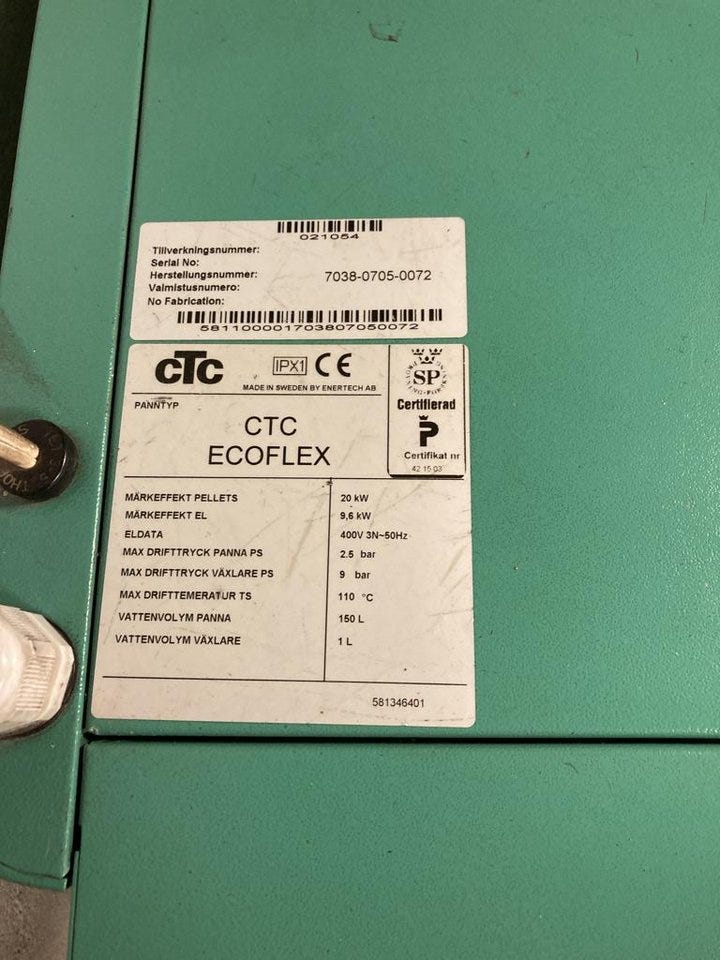 021054
Tillverkningsnummer:
Serial No:
Herstellungsnummer: 7038-0705-0072
Valmistusnumero:
No Fabrication:
5811000017038070500​72
CTC IPX1 CE
MADE IN SWEDEN BY ENERTECH AB
SP
Certifierad
P
Certifikat nr
42 15 03
PANNTYP
CTC
ECOFLEX
MÄRKEFFEKT PELLETS 20 kW
MÄRKEFFEKT EL 9,6 kW
ELDATA 400V 3N~50Hz
MAX DRIFTTRYCK PANNA PS 2.5 bar
MAX DRIFTTRYCK VÄXLARE PS 9 bar
MAX DRIFTTEMERATUR TS 110 °C
VATTENVOLYM PANNA 150 L
VATTENVOLYM VÄXLARE 1 L
581346401